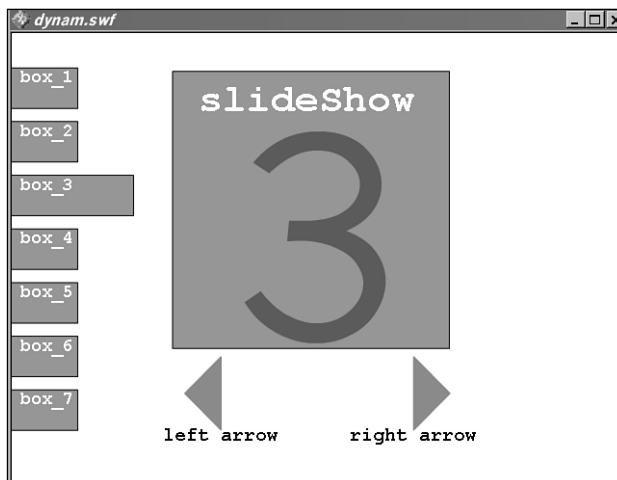 dynam.swf
box_1
box_2
box_3
box_4
box_5
box_6
box_7
slideShow
3
left arrow
right arrow